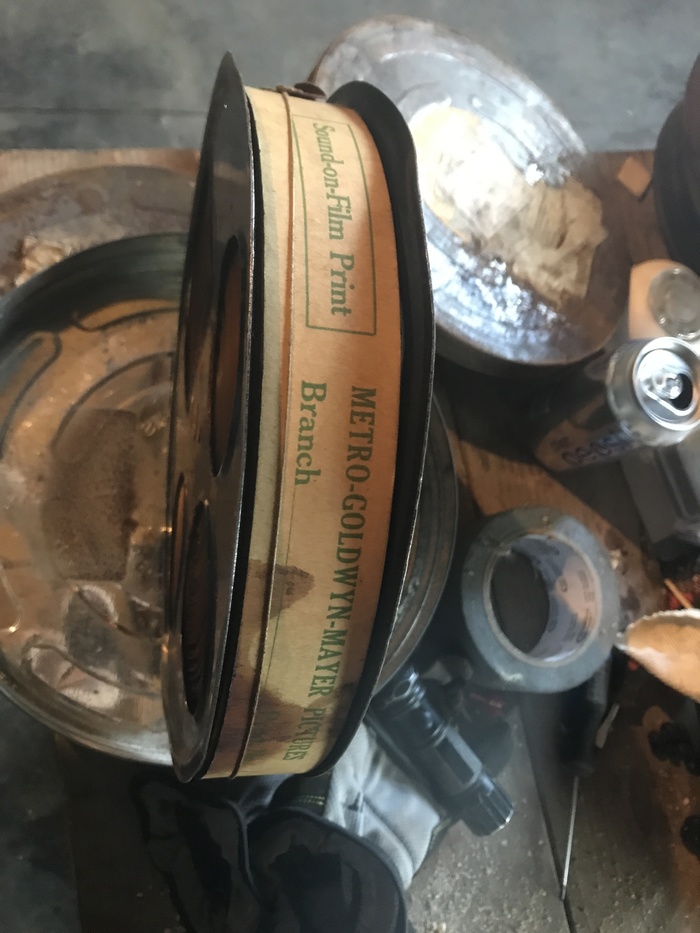 Sound-on-Film Print
METRO-GOLDWYN-MAYER PICTURES
Branch